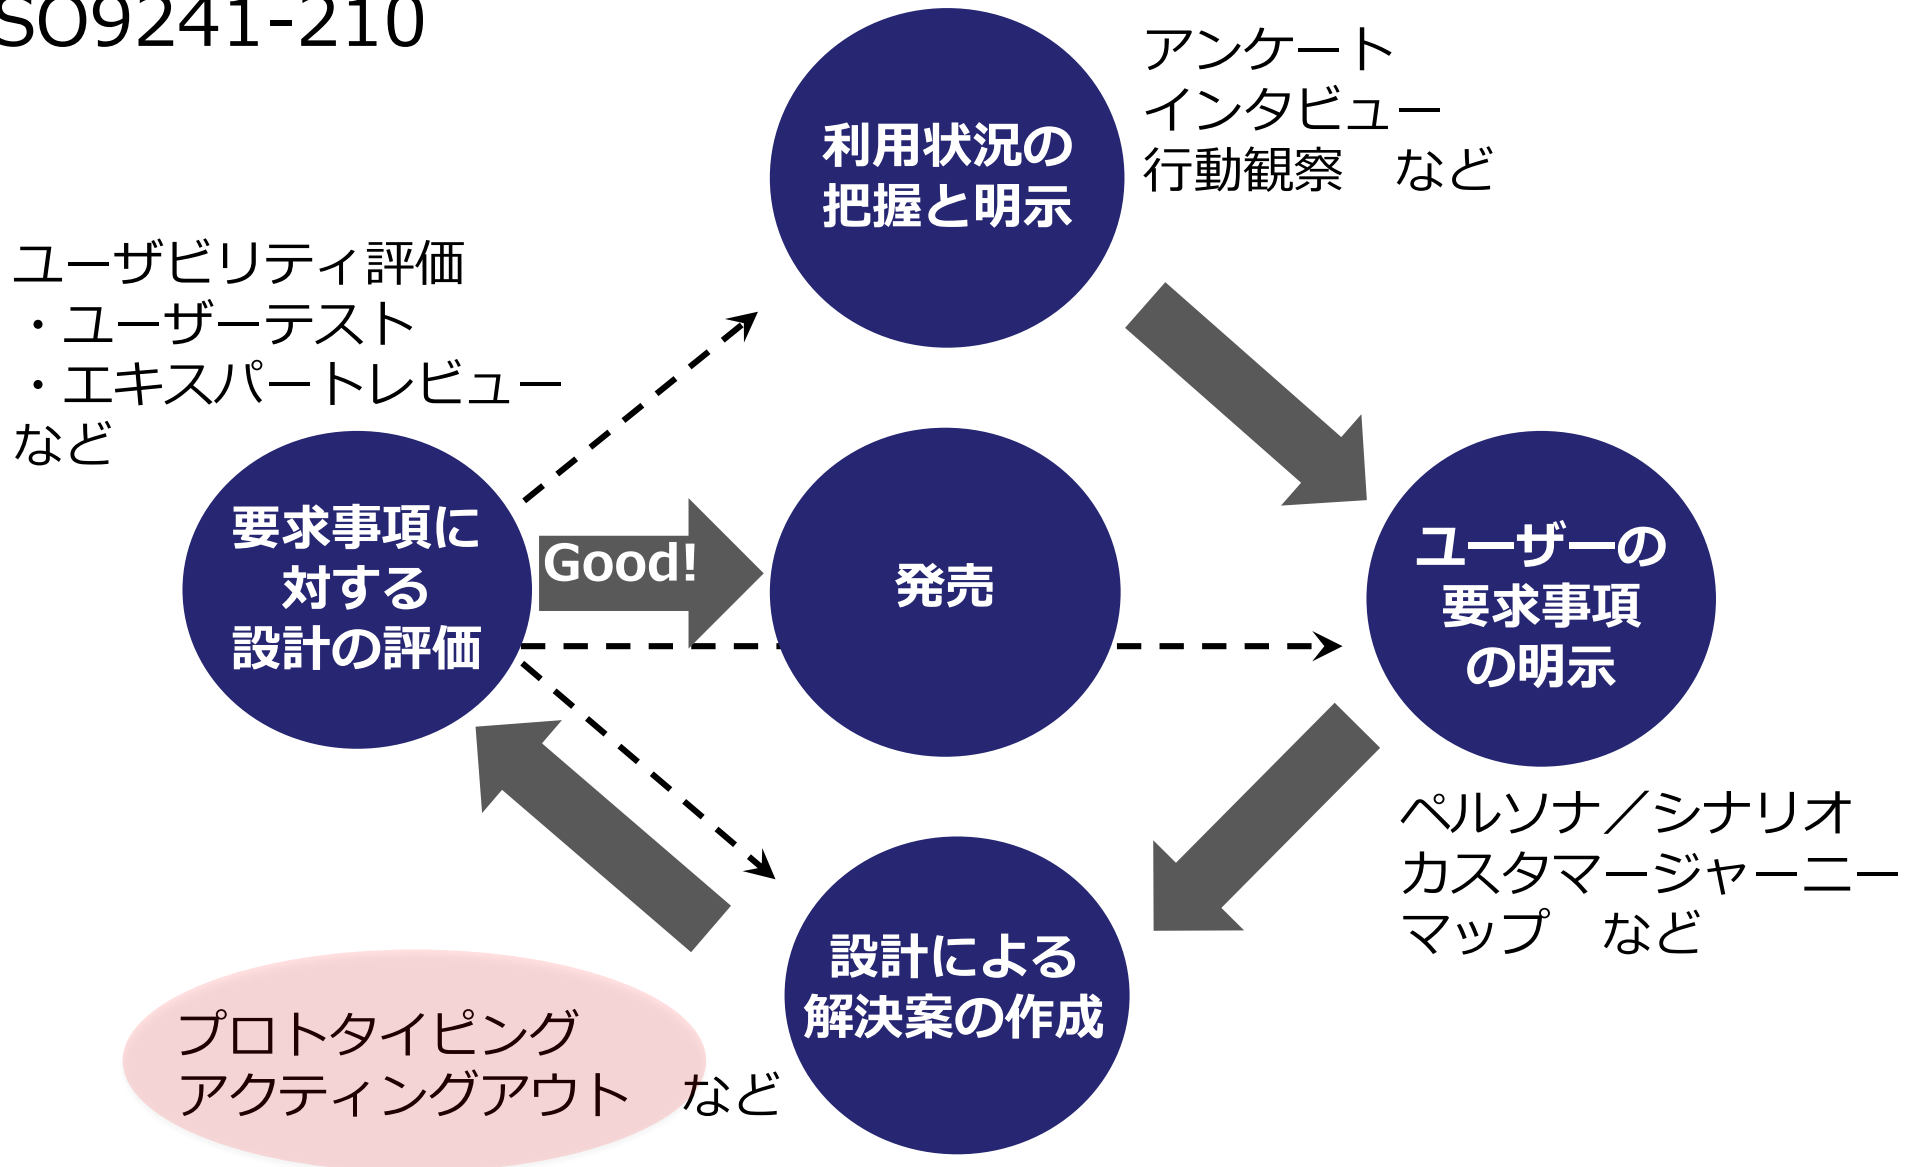 SO9241-210
アンケート
インタビュー
行動観察　など
利用状況の
把握と明示
ユーザビリティ評価
・ユーザーテスト
・エキスパートレビュー
など
要求事項に
対する
設計の評価
Good!
発売
ユーザーの
要求事項
の明示
ペルソナ／シナリオ
カスタマージャーニー
マップ　など
設計による
解決案の作成
プロトタイピング
アクティングアウト　など